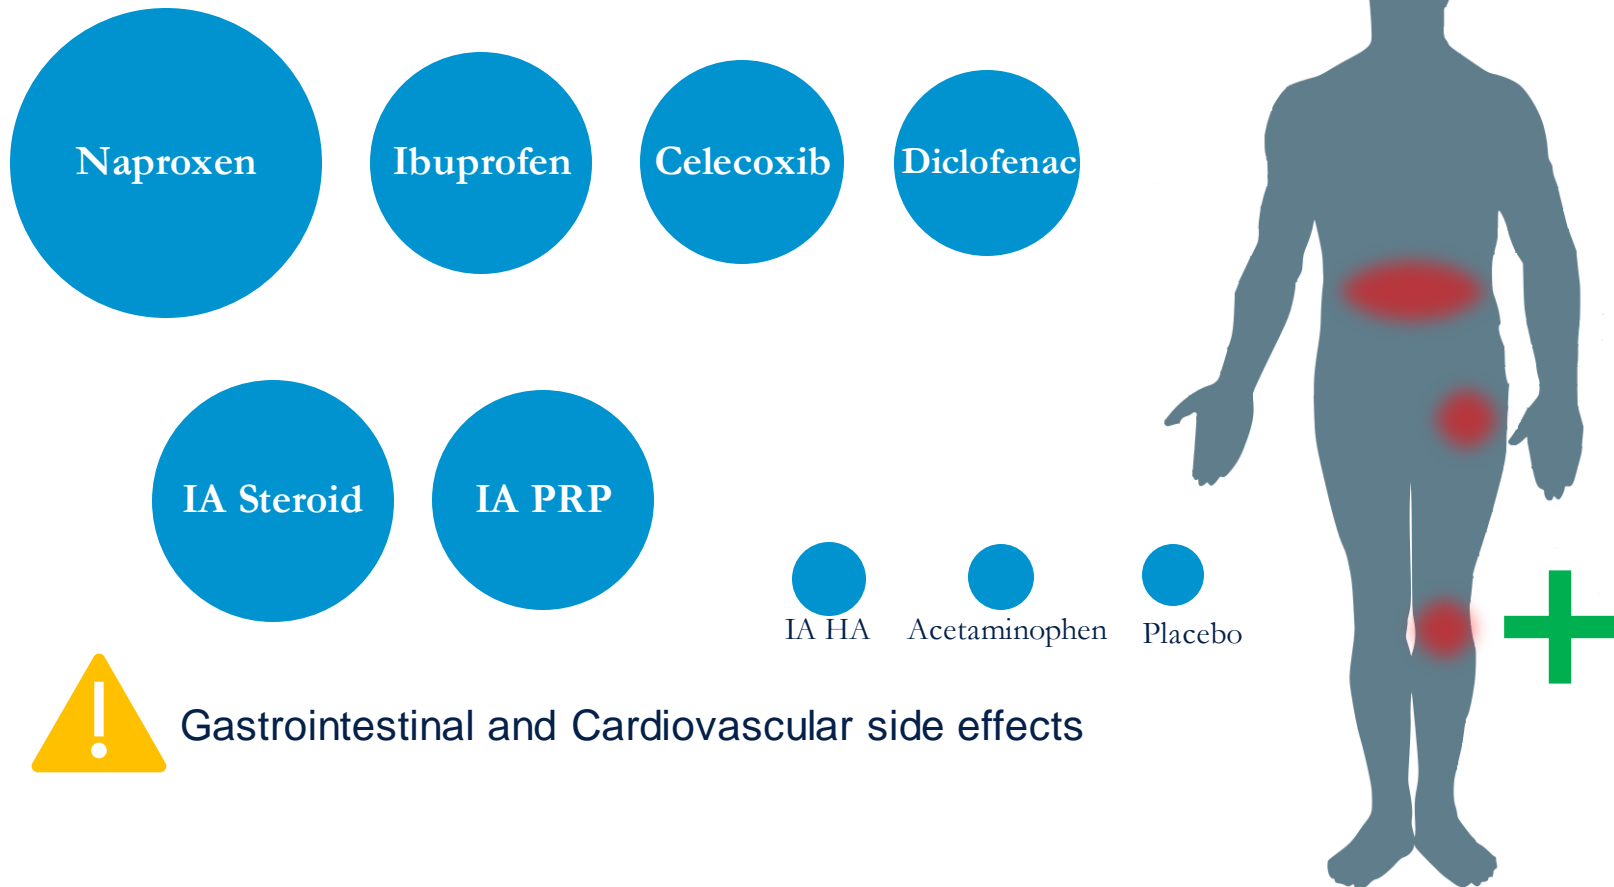 Naproxen
Ibuprofen
Celecoxib
Diclofenac
IA Steroid
IA PRP
IA HA
Acetaminophen
Placebo
Gastrointestinal and Cardiovascular side effects